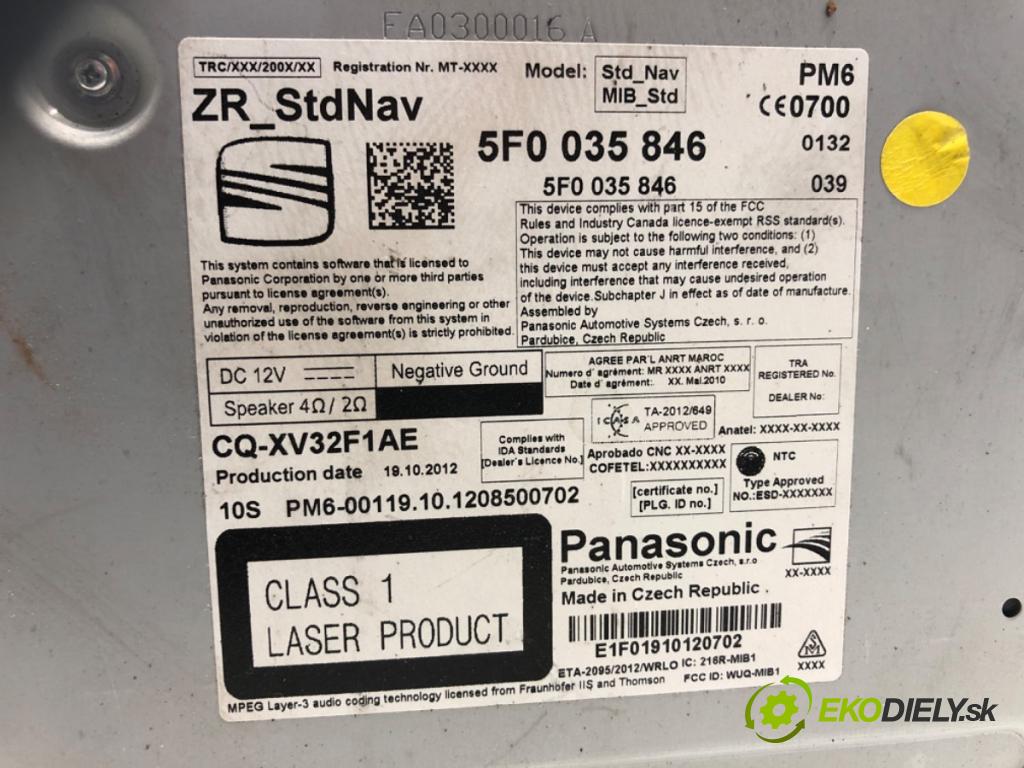 FA0300016 A
TRC/XXX/200X/XX Registration Nr. MT-XXXX Model: Std_Nav MIB_Std PM6
ZR_StdNav
CE0700
5F0 035 846 0132
5F0 035 846 039
This device complies with part 15 of the FCC
Rules and Industry Canada licence-exempt RSS standard(s).
Operation is subject to the following two conditions: (1)
This device may not cause harmful interference, and (2)
this device must accept any interference received,
including interference that may cause undesired operation
of the device.Subchapter J in effect as of date of manufacture.
Assembled by
Panasonic Automotive Systems Czech, s. r. o.
Pardubice, Czech Republic
This system contains software that is licensed to
Panasonic Corporation by one or more third parties
pursuant to license agreement(s).
Any removal, reproduction, reverse engineering or other
unauthorized use of the software from this system in
violation of the license agreement(s) is strictly prohibited.
DC 12V Negative Ground
Speaker 4Ω / 2Ω
AGREE PAR'L ANRT MAROC
Numero d' agrément: MR XXXX ANRT XXXX
Date d' agrément: XX. Mai.2010
TRA
REGISTERED No.
DEALER No:
ICASA TA-2012/649
APPROVED
Anatel: XXXX-XX-XXXX
CQ-XV32F1AE
Production date 19.10.2012
Complies with
IDA Standards
[Dealer's Licence No.]
Aprobado CNC XX-XXXX
COFETEL:XXXXXXXXXX
NTC
Type Approved
NO.:ESD-XXXXXXX
10S PM6-00119.10.1208500702
[certificate no.]
[PLG. ID no.]
Panasonic
Panasonic Automotive Systems Czech, s.r.o
Pardubice, Czech Republic
XX-XXXX
Made in Czech Republic
CLASS 1
LASER PRODUCT
E1F01910120702
XXXX
ETA-2095/2012/WRLO IC: 216R-MIB1
FCC ID: WUQ-MIB1
MPEG Layer-3 audio coding technology licensed from Fraunhofer IIS and Thomson
EKODIELY.sk